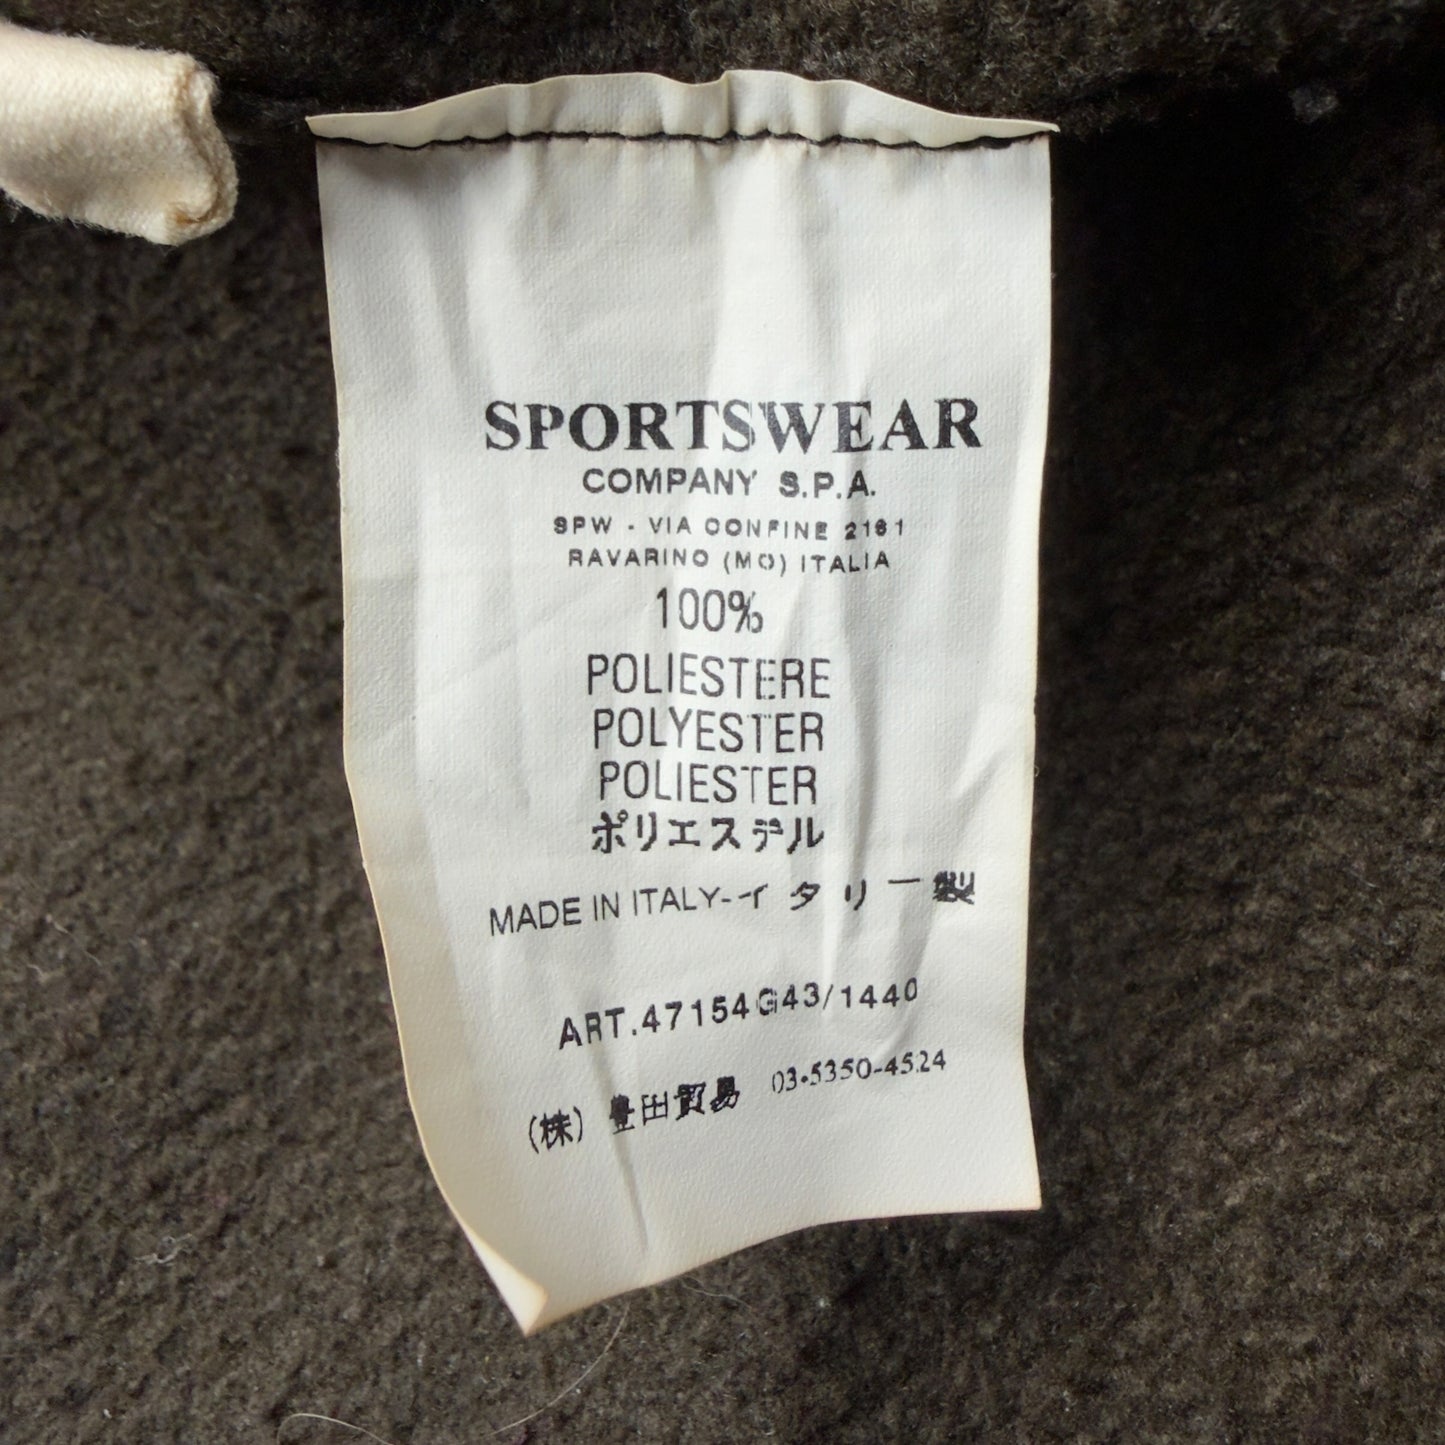 SPORTSWEAR
COMPANY S.P.A.
SPW - VIA CONFINE 2161
RAVARINO (MO) ITALIA
100%
POLIESTERE
POLYESTER
POLIESTER
ポリエステル
MADE IN ITALY-イタリー製
ART.47154G43/1440
(株) 豊田貿易 03-5350-4524